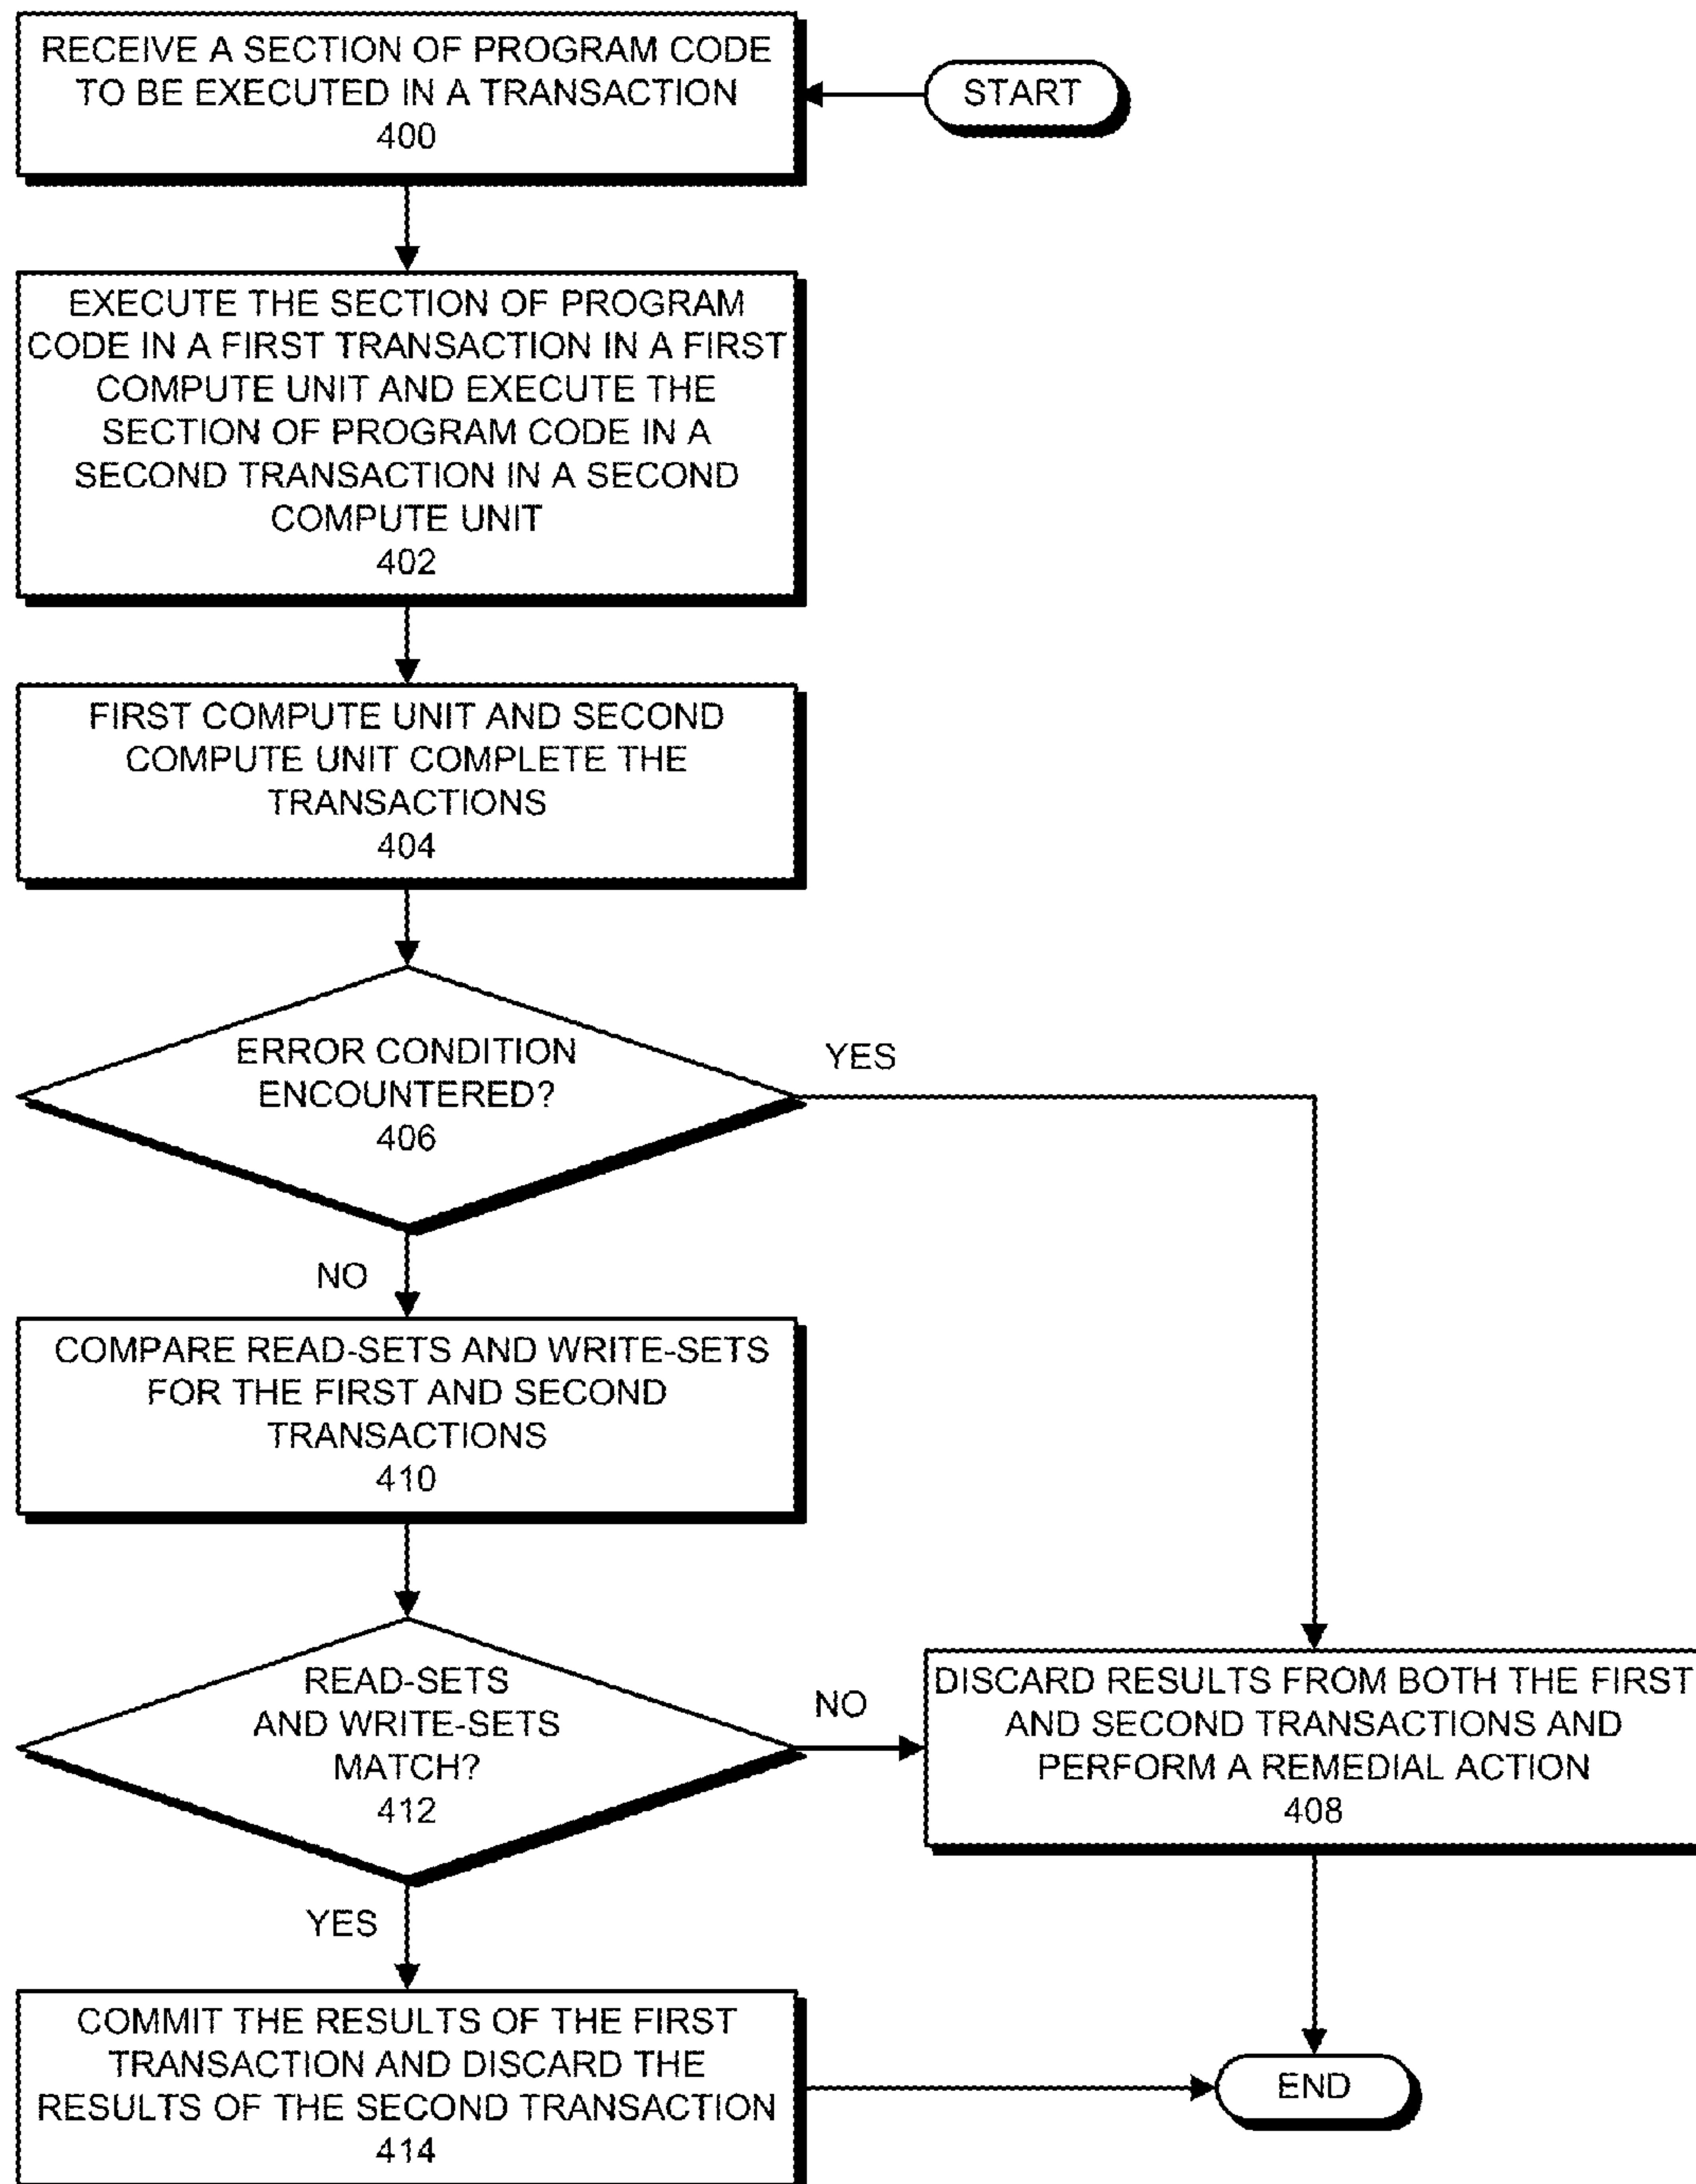 RECEIVE A SECTION OF PROGRAM CODE
TO BE EXECUTED IN A TRANSACTION
400
START
EXECUTE THE SECTION OF PROGRAM
CODE IN A FIRST TRANSACTION IN A FIRST
COMPUTE UNIT AND EXECUTE THE
SECTION OF PROGRAM CODE IN A
SECOND TRANSACTION IN A SECOND
COMPUTE UNIT
402
FIRST COMPUTE UNIT AND SECOND
COMPUTE UNIT COMPLETE THE
TRANSACTIONS
404
ERROR CONDITION
ENCOUNTERED?
406
YES
NO
COMPARE READ-SETS AND WRITE-SETS
FOR THE FIRST AND SECOND
TRANSACTIONS
410
READ-SETS
AND WRITE-SETS
MATCH?
412
NO
DISCARD RESULTS FROM BOTH THE FIRST
AND SECOND TRANSACTIONS AND
PERFORM A REMEDIAL ACTION
408
YES
COMMIT THE RESULTS OF THE FIRST
TRANSACTION AND DISCARD THE
RESULTS OF THE SECOND TRANSACTION
414
END